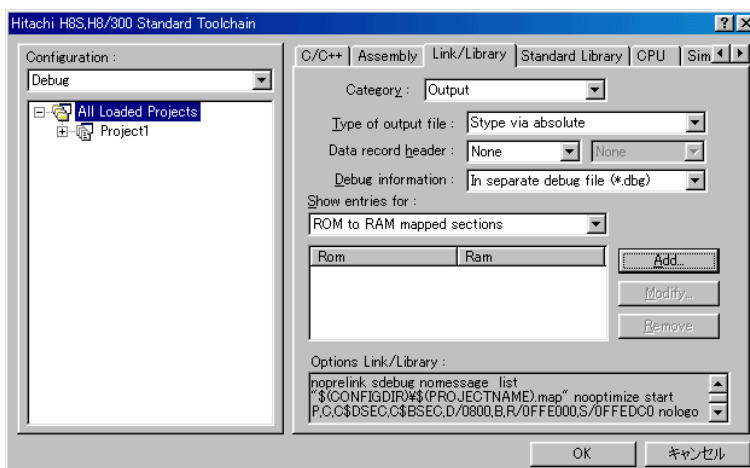 Hitachi H8S,H8/300 Standard Toolchain
Configuration :
Debug
All Loaded Projects
Project1
C/C++
Assembly
Link/Library
Standard Library
CPU
Sim
Category :
Output
Type of output file :
Stype via absolute
Data record header :
None
None
Debug information :
In separate debug file (*.dbg)
Show entries for :
ROM to RAM mapped sections
Rom
Ram
Add...
Modify...
Remove
Options Link/Library :
noprelink sdebug nomessage list
"$(CONFIGDIR)¥$(PROJECTNAME).map" nooptimize start
P,C,C$DSEC,C$BSEC,D/0800,B,R/0FFE000,S/0FFEDC0 nologo
OK
キャンセル